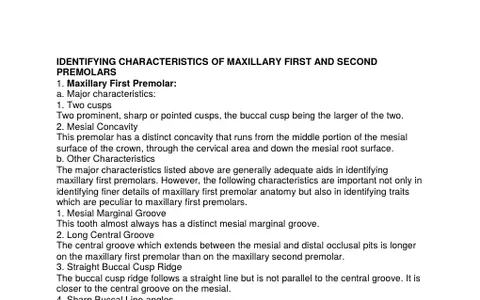 IDENTIFYING CHARACTERISTICS OF MAXILLARY FIRST AND SECOND
PREMOLARS
1. Maxillary First Premolar:
a. Major characteristics:
1. Two cusps
Two prominent, sharp or pointed cusps, the buccal cusp being the larger of the two.
2. Mesial Concavity
This premolar has a distinct concavity that runs from the middle portion of the mesial
surface of the crown, through the cervical area and down the mesial root surface.
b. Other Characteristics
The major characteristics listed above are generally adequate aids in identifying
maxillary first premolars. However, the following characteristics are important not only in
identifying finer details of maxillary first premolar anatomy but also in identifying traits
which are peculiar to maxillary first premolars.
1. Mesial Marginal Groove
This tooth almost always has a distinct mesial marginal groove.
2. Long Central Groove
The central groove which extends between the mesial and distal occlusal pits is longer
on the maxillary first premolar than on the maxillary second premolar.
3. Straight Buccal Cusp Ridge
The buccal cusp ridge follows a straight line but is not parallel to the central groove. It is
closer to the central groove on the mesial.
4. Sharp Buccal Line angles